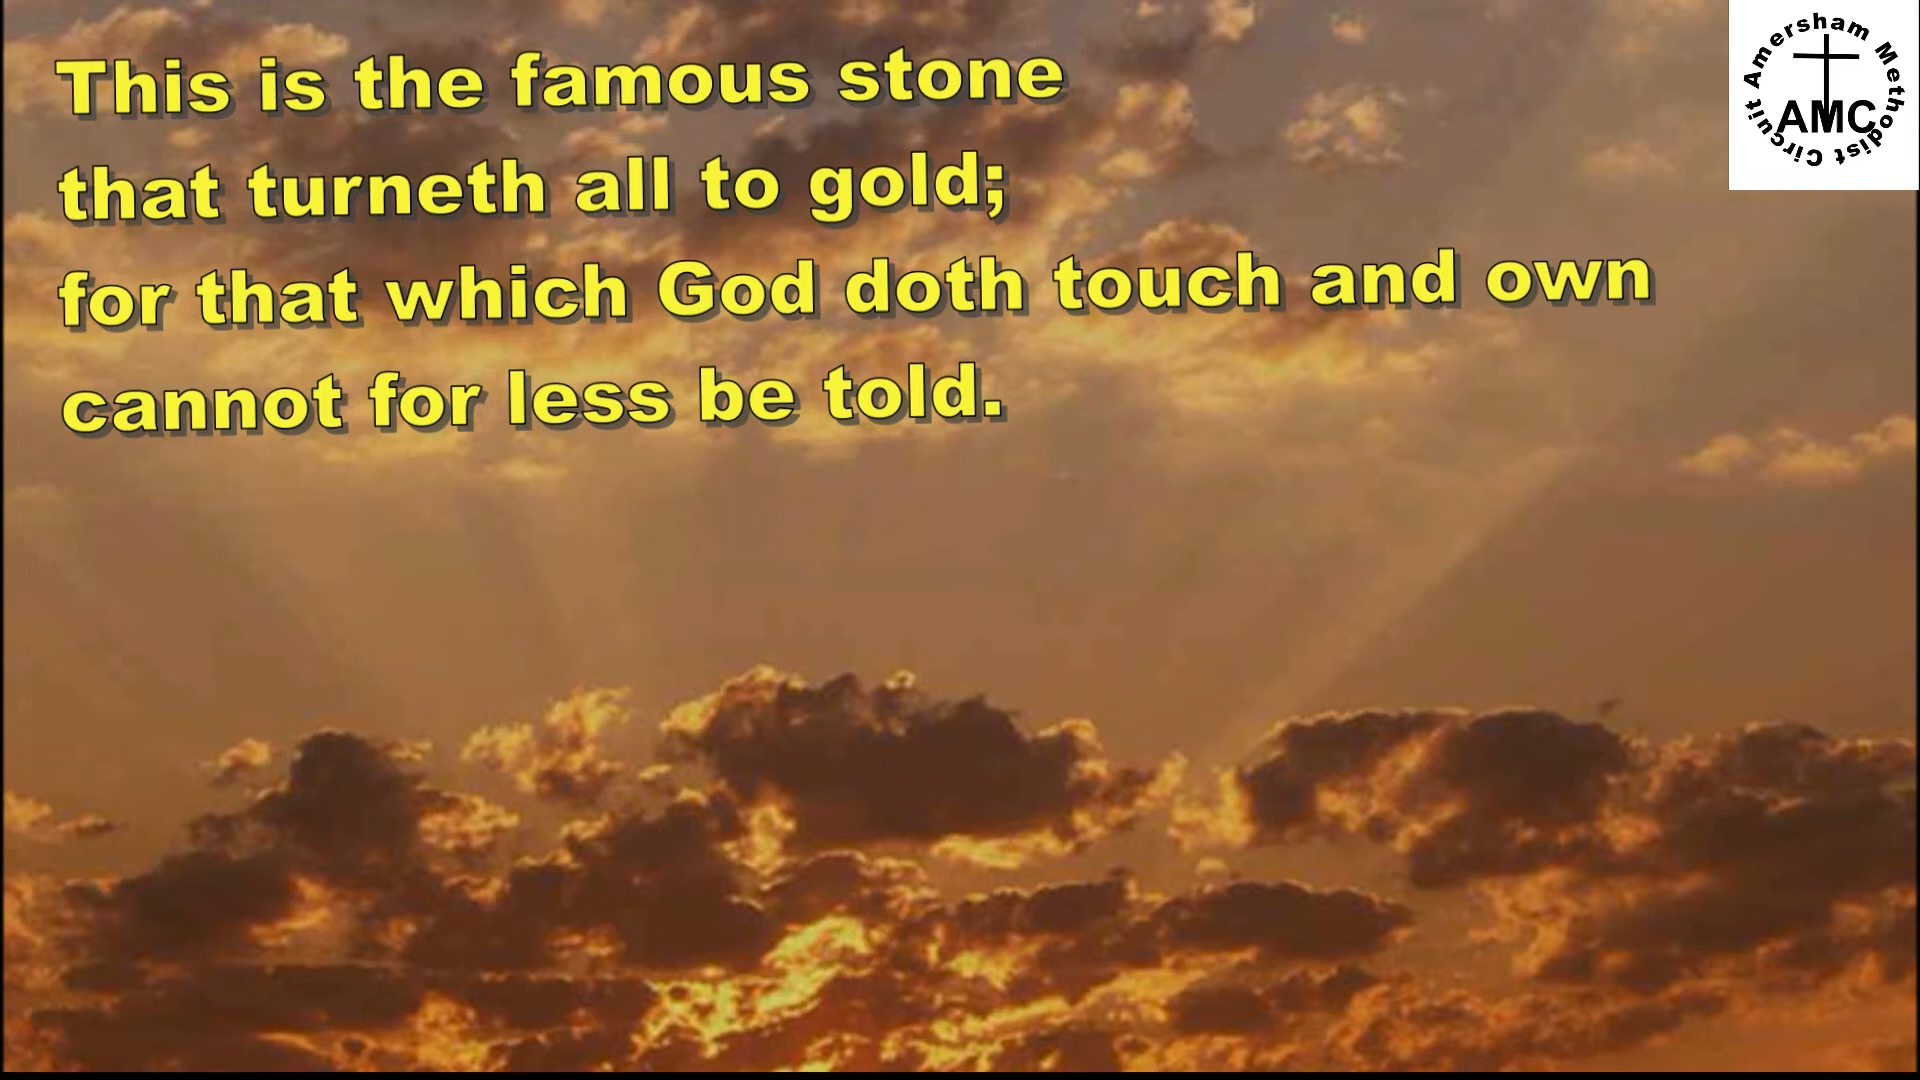 This is the famous stone
that turneth all to gold;
for that which God doth touch and own
cannot for less be told.
Amersham Methodist Circuit
AMC